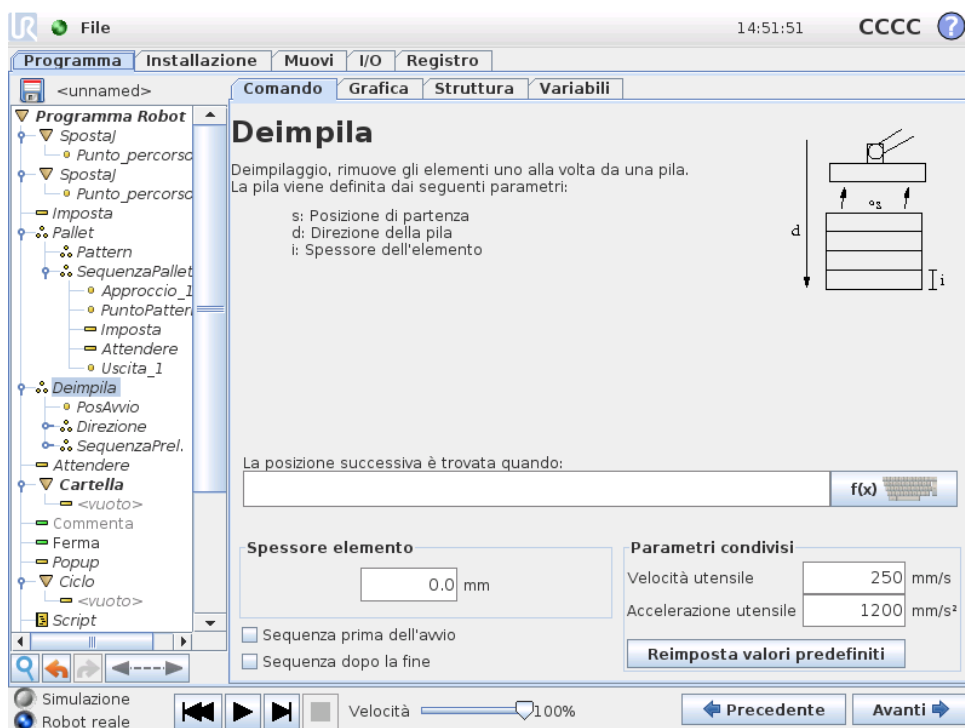 UR File 14:51:51 CCCC ?
Programma Installazione Muovi I/O Registro
<unnamed>
Comando Grafica Struttura Variabili
Programma Robot
SpostaJ
Punto_percorso
SpostaJ
Punto_percorso
Imposta
Pallet
Pattern
SequenzaPallet
Approccio_1
PuntoPatter
Imposta
Attendere
Uscita_1
Deimpila
PosAvvio
Direzione
SequenzaPrel.
Attendere
Cartella
<vuoto>
Commenta
Ferma
Popup
Ciclo
<vuoto>
Script
Deimpila
Deimpilaggio, rimuove gli elementi uno alla volta da una pila.
La pila viene definita dai seguenti parametri:
s: Posizione di partenza
d: Direzione della pila
i: Spessore dell'elemento
s
d
i
La posizione successiva è trovata quando:
f(x)
Spessore elemento
0.0 mm
Sequenza prima dell'avvio
Sequenza dopo la fine
Parametri condivisi
Velocità utensile 250 mm/s
Accelerazione utensile 1200 mm/s²
Reimposta valori predefiniti
Simulazione
Robot reale
Velocità 100%
Precedente Avanti